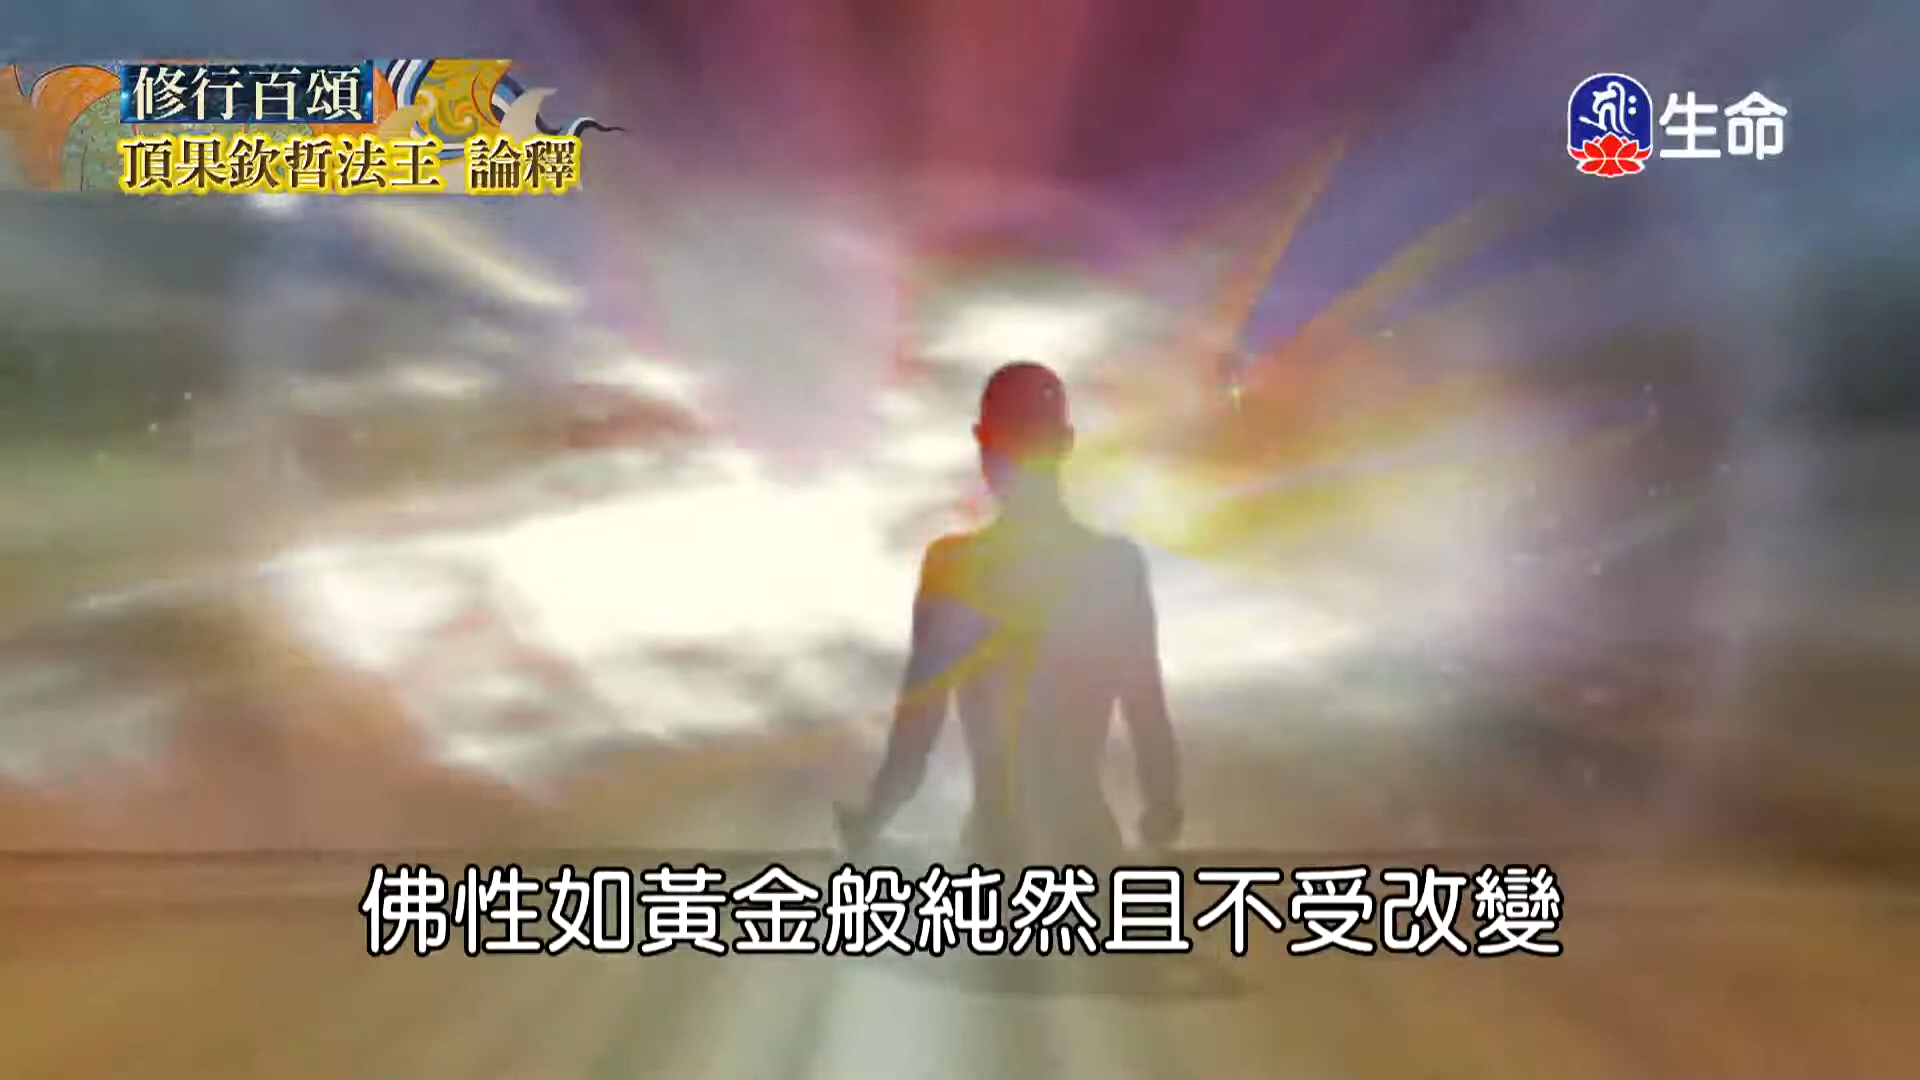 修行百頌
頂果欽哲法王 論釋
生命
佛性如黃金般純然且不受改變